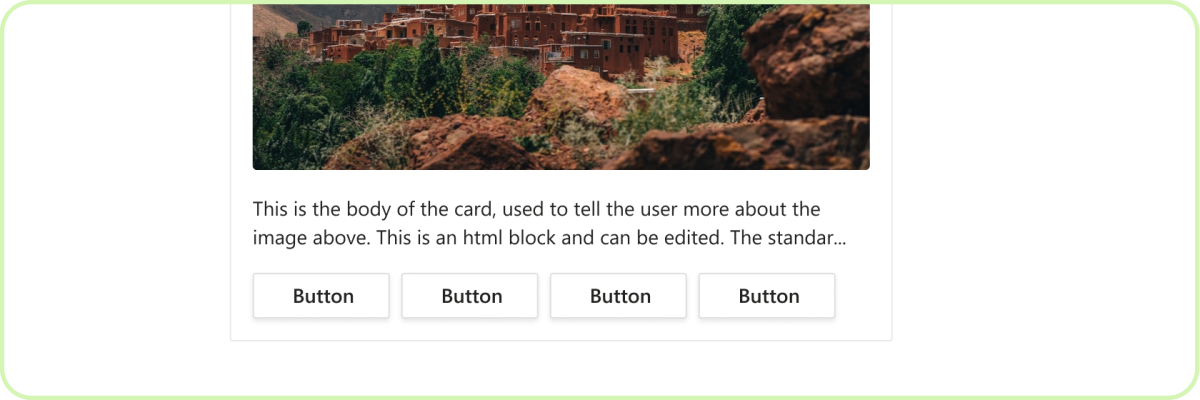 This is the body of the card, used to tell the user more about the
image above. This is an html block and can be edited. The standar...
Button Button Button Button